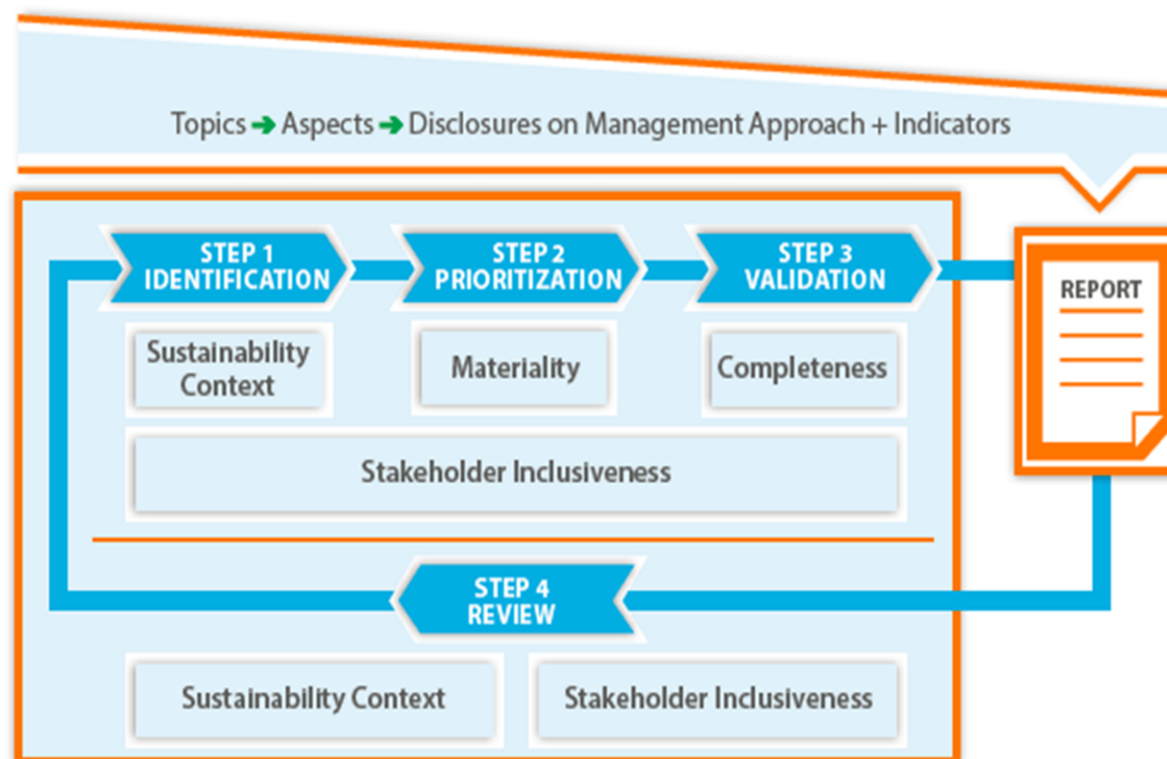 Topics ➔ Aspects ➔ Disclosures on Management Approach + Indicators
STEP 1
IDENTIFICATION
STEP 2
PRIORITIZATION
STEP 3
VALIDATION
REPORT
Sustainability
Context
Materiality
Completeness
Stakeholder Inclusiveness
STEP 4
REVIEW
Sustainability Context
Stakeholder Inclusiveness